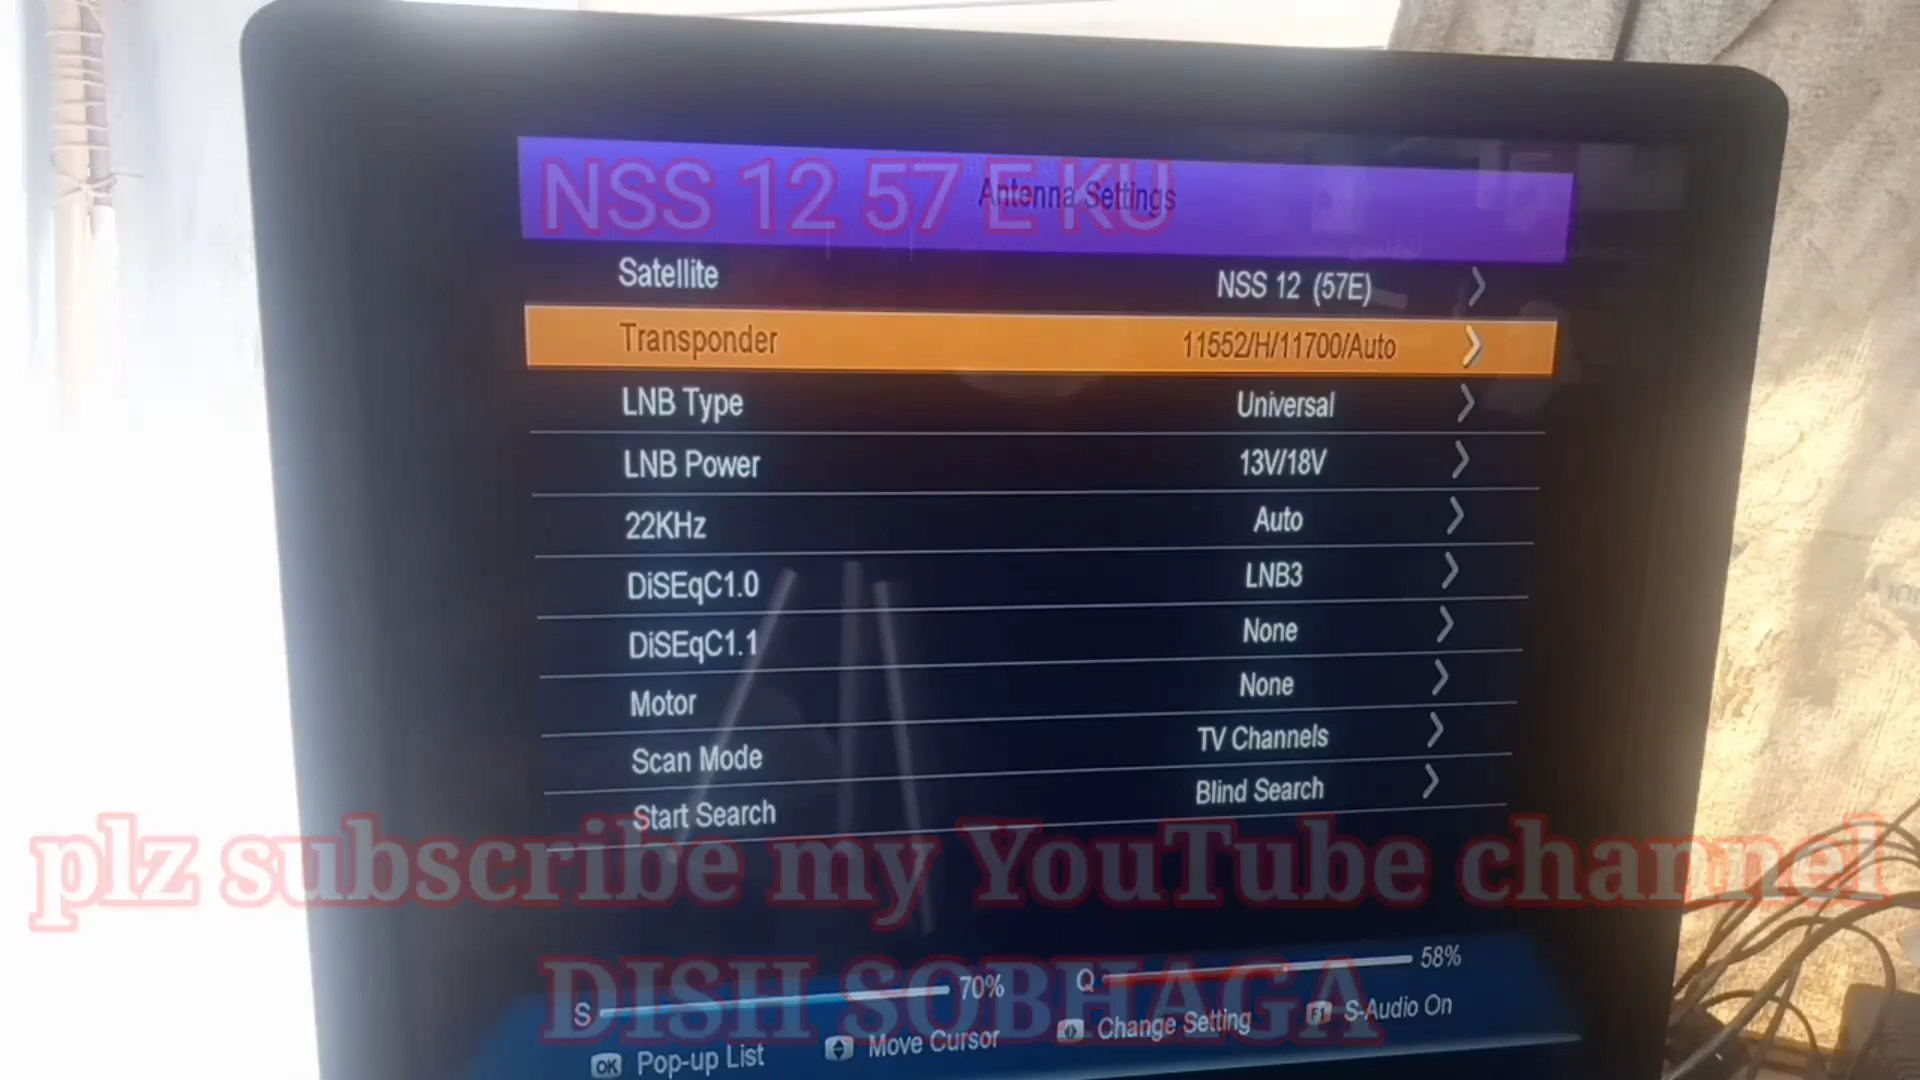 NSS 12 57 E KU
Antenna Settings
Satellite NSS 12 (57E)
Transponder 11552/H/11700/Auto
LNB Type Universal
LNB Power 13V/18V
22KHz Auto
DiSEqC1.0 LNB3
DiSEqC1.1 None
Motor None
Scan Mode TV Channels
Start Search Blind Search
plz subscribe my YouTube channel
DISH SOBHAGA
S 70% Q 58%
OK Pop-up List Move Cursor Change Setting F1 S-Audio On